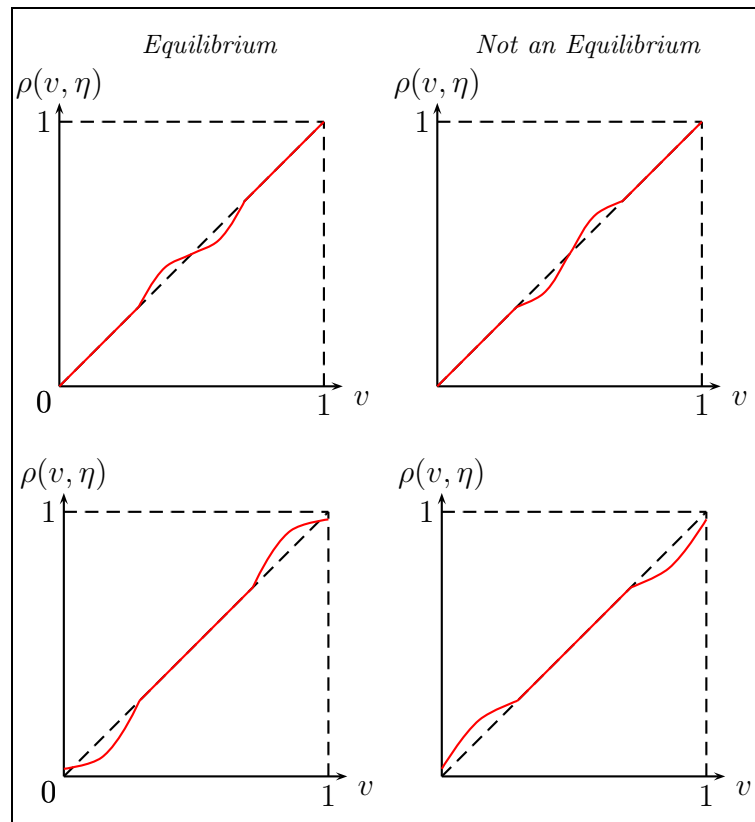 Equilibrium
Not an Equilibrium
ρ(v, η)
ρ(v, η)
1
1
0
1
v
1
v
ρ(v, η)
ρ(v, η)
1
1
0
1
v
1
v